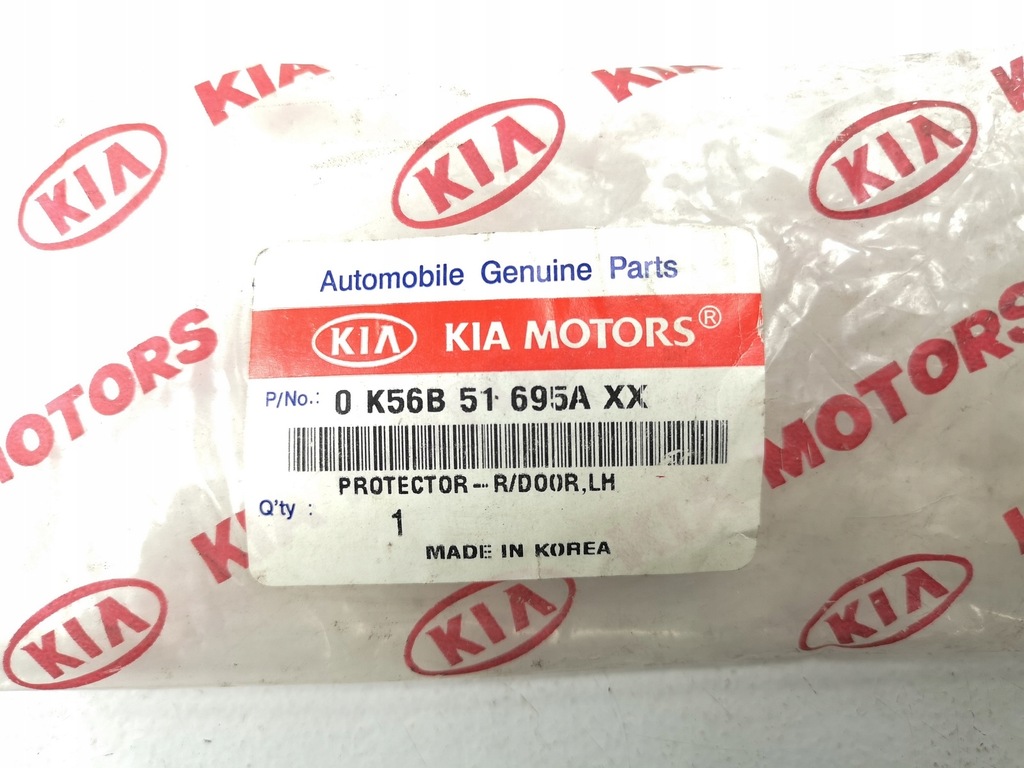 KIA
KIA
KIA
KIA
Automobile Genuine Parts
KIA KIA MOTORS®
MOTORS
MOTORS
P/No.: 0 K56B 51 695A XX
PROTECTOR--R/DOOR,LH
Q'ty : 1
MADE IN KOREA
KIA
KIA
KIA